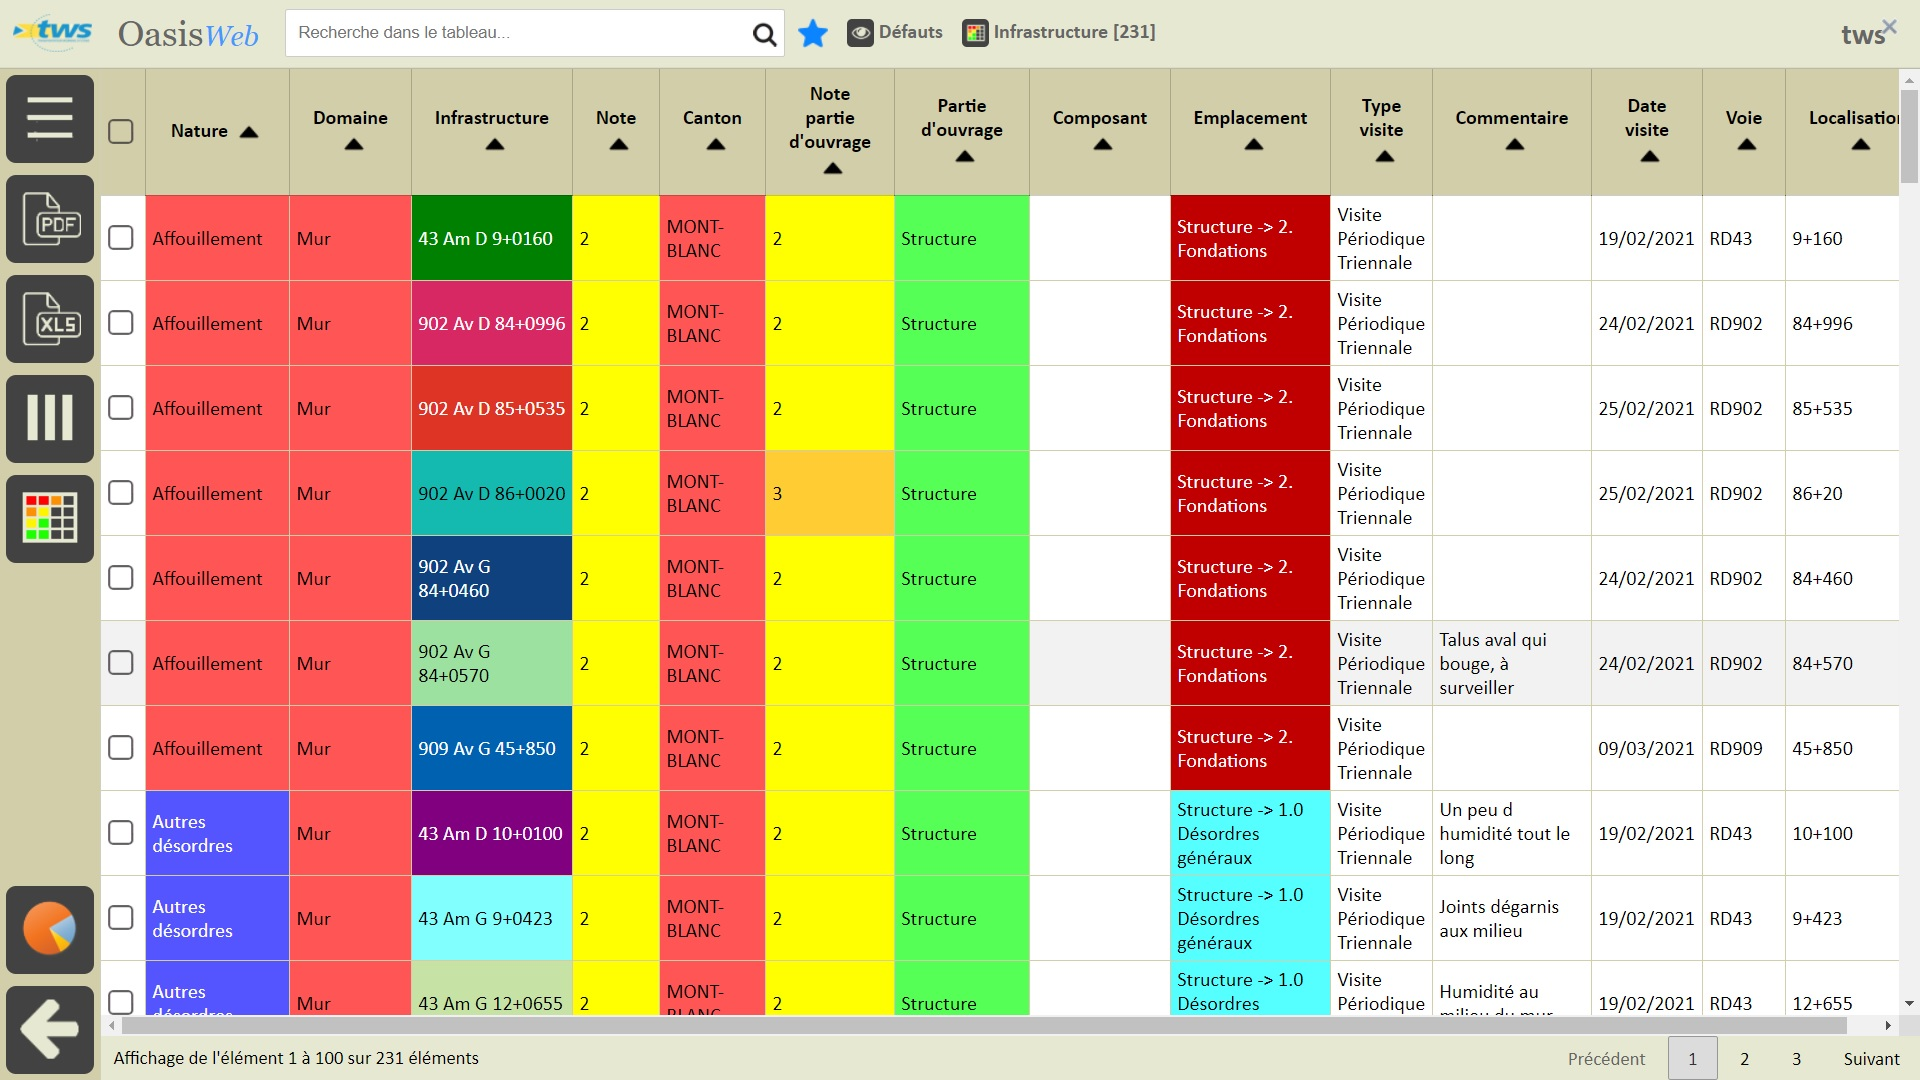 tws
OasisWeb
Recherche dans le tableau...
Défauts
Infrastructure [231]
tws
PDF
XLS
Nature
Domaine
Infrastructure
Note
Canton
Note
partie
d'ouvrage
Partie
d'ouvrage
Composant
Emplacement
Type
visite
Commentaire
Date
visite
Voie
Localisation
Affouillement
Mur
43 Am D 9+0160
2
MONT-
BLANC
2
Structure
Structure -> 2.
Fondations
Visite
Périodique
Triennale
19/02/2021
RD43
9+160
Affouillement
Mur
902 Av D 84+0996
2
MONT-
BLANC
2
Structure
Structure -> 2.
Fondations
Visite
Périodique
Triennale
24/02/2021
RD902
84+996
Affouillement
Mur
902 Av D 85+0535
2
MONT-
BLANC
2
Structure
Structure -> 2.
Fondations
Visite
Périodique
Triennale
25/02/2021
RD902
85+535
Affouillement
Mur
902 Av D 86+0020
2
MONT-
BLANC
3
Structure
Structure -> 2.
Fondations
Visite
Périodique
Triennale
25/02/2021
RD902
86+20
Affouillement
Mur
902 Av G
84+0460
2
MONT-
BLANC
2
Structure
Structure -> 2.
Fondations
Visite
Périodique
Triennale
24/02/2021
RD902
84+460
Affouillement
Mur
902 Av G
84+0570
2
MONT-
BLANC
2
Structure
Structure -> 2.
Fondations
Visite
Périodique
Triennale
Talus aval qui
bouge, à
surveiller
24/02/2021
RD902
84+570
Affouillement
Mur
909 Av G 45+850
2
MONT-
BLANC
2
Structure
Structure -> 2.
Fondations
Visite
Périodique
Triennale
09/03/2021
RD909
45+850
Autres
désordres
Mur
43 Am D 10+0100
2
MONT-
BLANC
2
Structure
Structure -> 1.0
Désordres
généraux
Visite
Périodique
Triennale
Un peu d
humidité tout le
long
19/02/2021
RD43
10+100
Autres
désordres
Mur
43 Am G 9+0423
2
MONT-
BLANC
2
Structure
Structure -> 1.0
Désordres
généraux
Visite
Périodique
Triennale
Joints dégarnis
aux milieu
19/02/2021
RD43
9+423
Autres
désordres
Mur
43 Am G 12+0655
2
MONT-
BLANC
2
Structure
Structure -> 1.0
Désordres
Visite
Périodique
Humidité au
milieu du mur
19/02/2021
RD43
12+655
Affichage de l'élément 1 à 100 sur 231 éléments
Précédent
1
2
3
Suivant